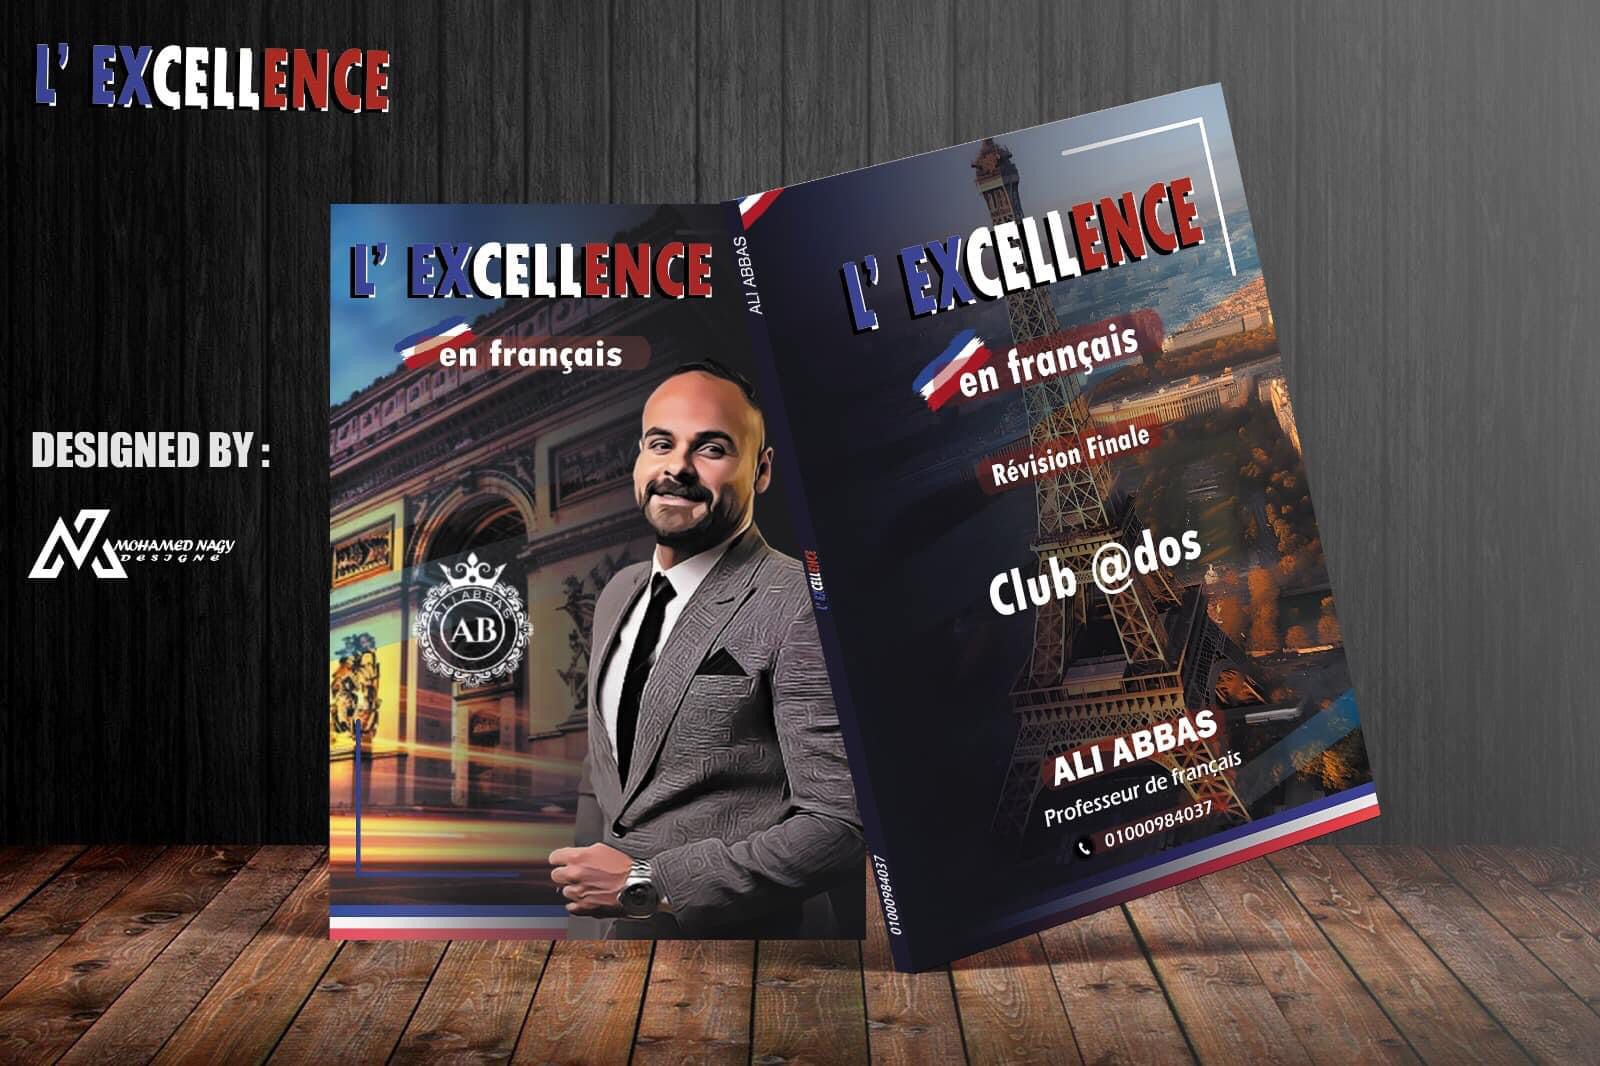 L' EXCELLENCE
DESIGNED BY :
MOHAMED NAGY
DESIGNE
L' EXCELLENCE
en français
ALI ABBAS
AB
ALI ABBAS
L' EXCELLENCE
01000984037
L' EXCELLENCE
en français
Révision Finale
Club @dos
ALI ABBAS
Professeur de français
01000984037